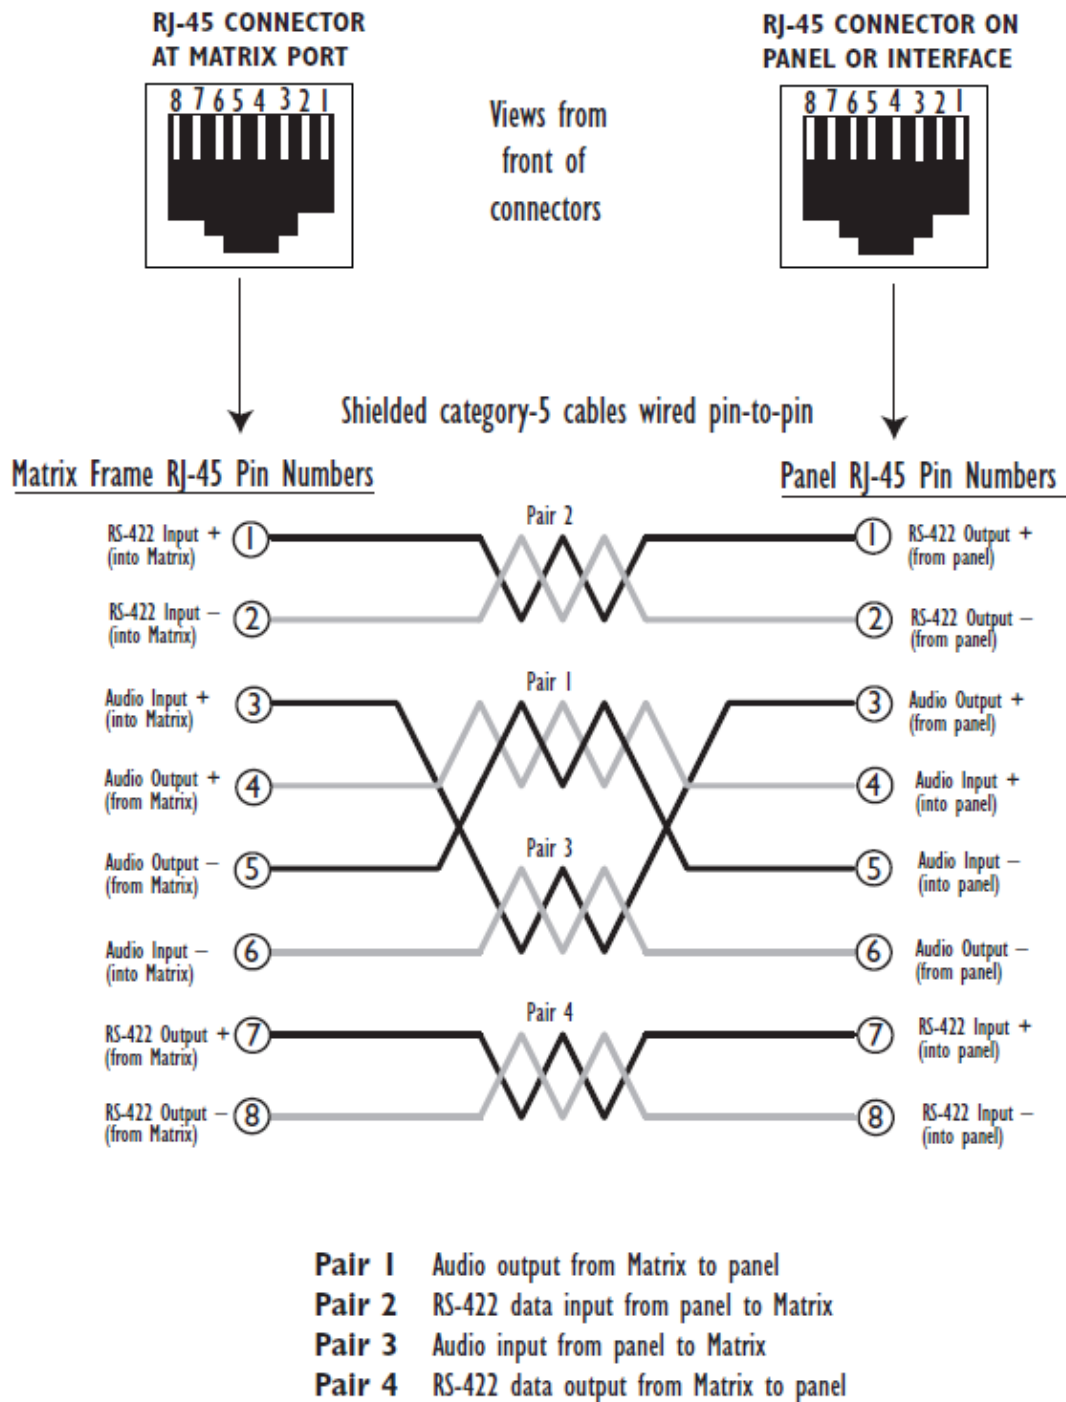 RJ-45 CONNECTOR
AT MATRIX PORT
RJ-45 CONNECTOR ON
PANEL OR INTERFACE
8 7 6 5 4 3 2 1
8 7 6 5 4 3 2 1
Views from
front of
connectors
Shielded category-5 cables wired pin-to-pin
Matrix Frame RJ-45 Pin Numbers
Panel RJ-45 Pin Numbers
RS-422 Input +
(into Matrix)
1
Pair 2
1
RS-422 Output +
(from panel)
RS-422 Input –
(into Matrix)
2
2
RS-422 Output –
(from panel)
Audio Input +
(into Matrix)
3
Pair 1
3
Audio Output +
(from panel)
Audio Output +
(from Matrix)
4
4
Audio Input +
(into panel)
Audio Output –
(from Matrix)
5
Pair 3
5
Audio Input –
(into panel)
Audio Input –
(into Matrix)
6
6
Audio Output –
(from panel)
RS-422 Output +
(from Matrix)
7
Pair 4
7
RS-422 Input +
(into panel)
RS-422 Output –
(from Matrix)
8
8
RS-422 Input –
(into panel)
Pair 1 Audio output from Matrix to panel
Pair 2 RS-422 data input from panel to Matrix
Pair 3 Audio input from panel to Matrix
Pair 4 RS-422 data output from Matrix to panel